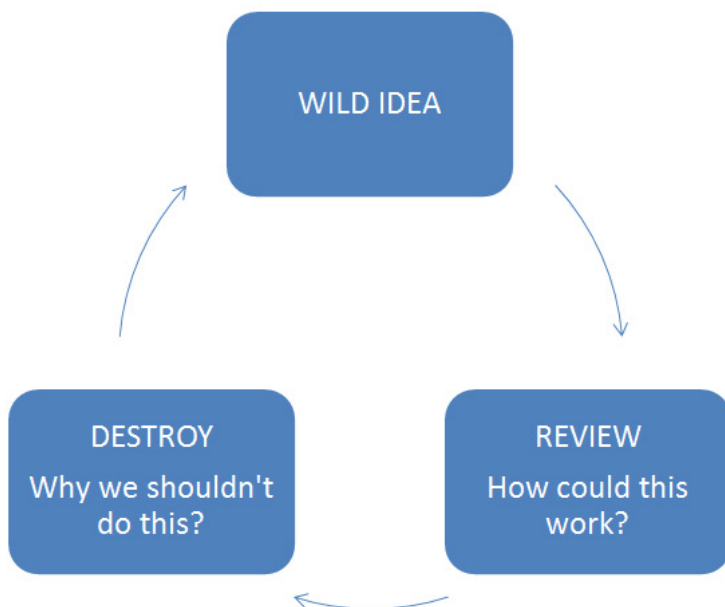 WILD IDEA
REVIEW
How could this
work?
DESTROY
Why we shouldn't
do this?